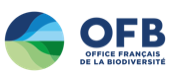 OFB
OFFICE FRANÇAIS
DE LA BIODIVERSITÉ